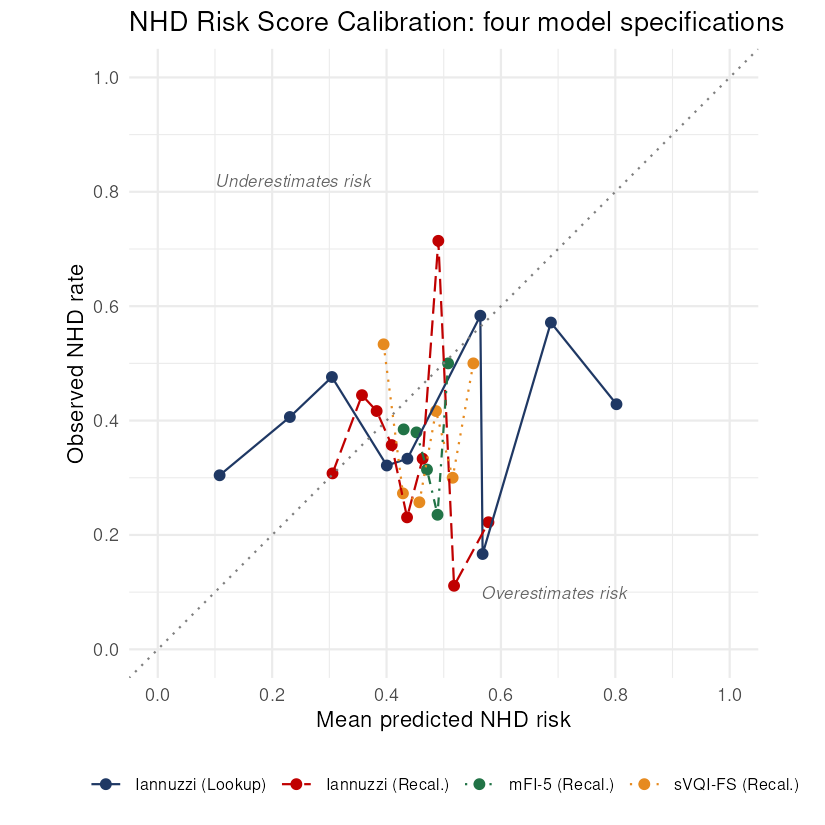 NHD Risk Score Calibration: four model specifications
Observed NHD rate
1.0
0.8
0.6
0.4
0.2
0.0
Underestimates risk
Overestimates risk
0.0 0.2 0.4 0.6 0.8 1.0
Mean predicted NHD risk
Iannuzzi (Lookup) Iannuzzi (Recal.) mFI-5 (Recal.) sVQI-FS (Recal.)